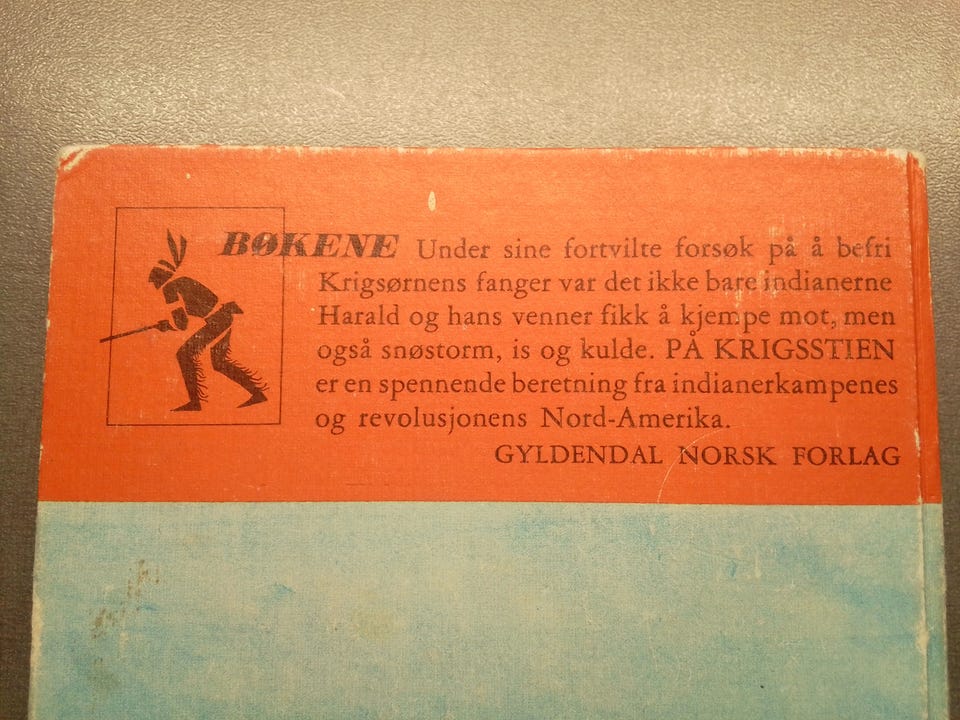 BØKENE Under sine fortvilte forsøk på å befri
Krigsørnens fanger var det ikke bare indianerne
Harald og hans venner fikk å kjempe mot, men
også snøstorm, is og kulde. PÅ KRIGSSTIEN
er en spennende beretning fra indianerkampenes
og revolusjonens Nord-Amerika.
GYLDENDAL NORSK FORLAG